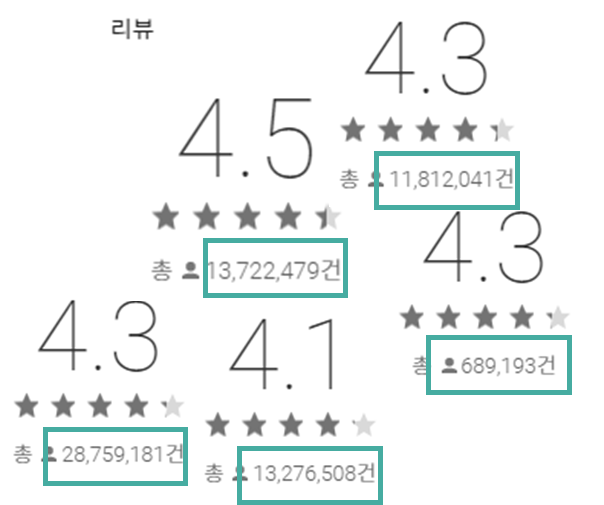 리뷰
4.3
총 11,812,041건
4.5
총 13,722,479건
4.3
총 689,193건
4.3
총 28,759,181건
4.1
총 13,276,508건